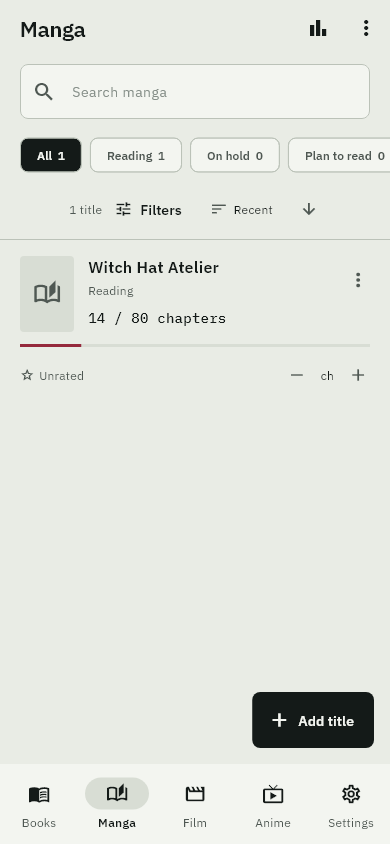 Manga
Search manga
All 1
Reading 1
On hold 0
Plan to read 0
1 title
Filters
Recent
Witch Hat Atelier
Reading
14 / 80 chapters
Unrated
ch
Add title
Books
Manga
Film
Anime
Settings